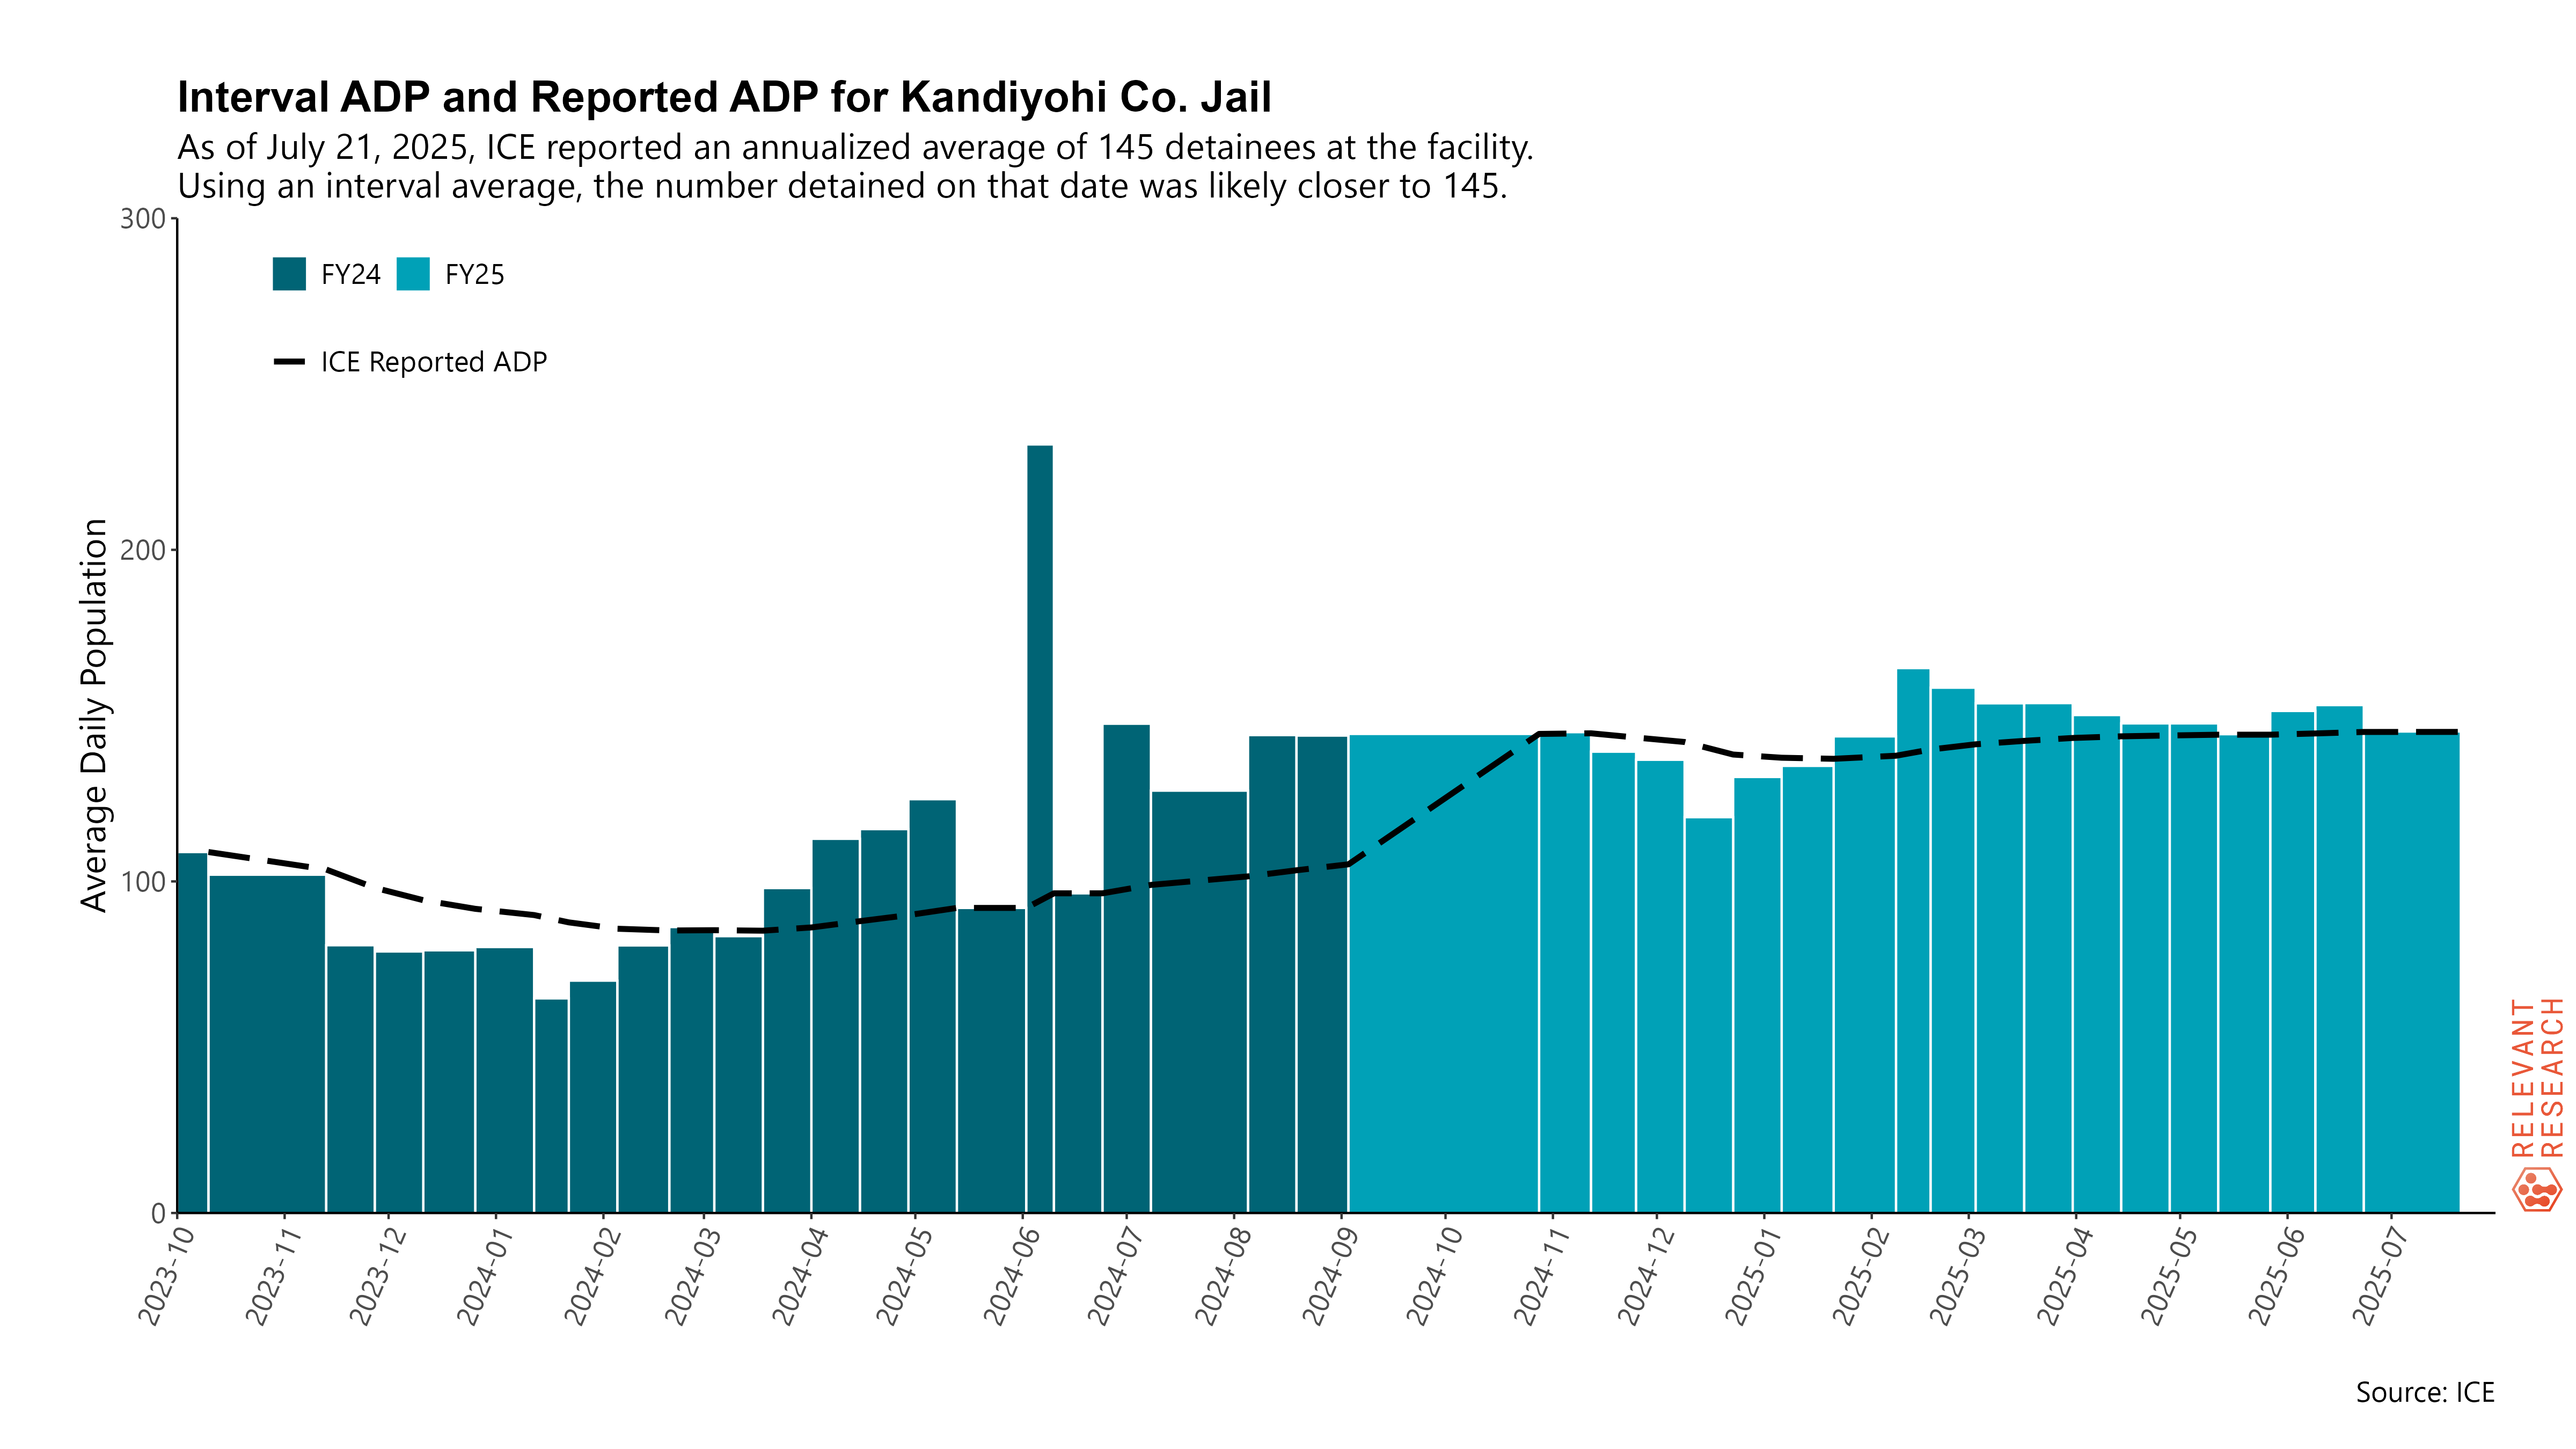 Interval ADP and Reported ADP for Kandiyohi Co. Jail
As of July 21, 2025, ICE reported an annualized average of 145 detainees at the facility.
Using an interval average, the number detained on that date was likely closer to 145.
300
200
100
0
Average Daily Population
FY24 FY25
ICE Reported ADP
2023-10
2023-11
2023-12
2024-01
2024-02
2024-03
2024-04
2024-05
2024-06
2024-07
2024-08
2024-09
2024-10
2024-11
2024-12
2025-01
2025-02
2025-03
2025-04
2025-05
2025-06
2025-07
RELEVANT
RESEARCH
Source: ICE